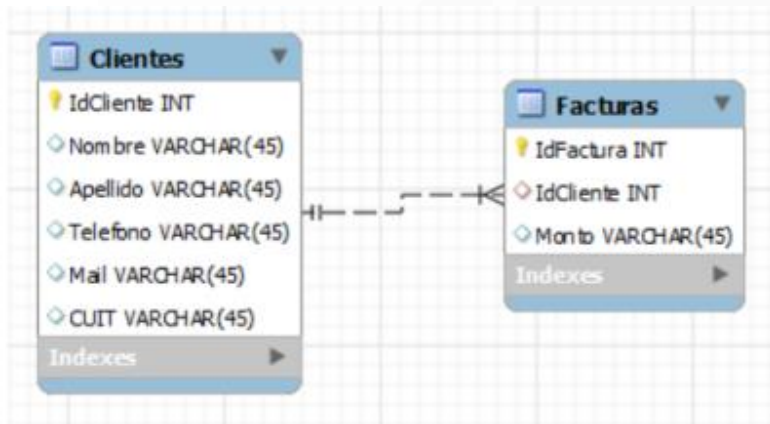 Clientes
IdCliente INT
Nombre VARCHAR(45)
Apellido VARCHAR(45)
Telefono VARCHAR(45)
Mail VARCHAR(45)
CUIT VARCHAR(45)
Indexes
Facturas
IdFactura INT
IdCliente INT
Monto VARCHAR(45)
Indexes